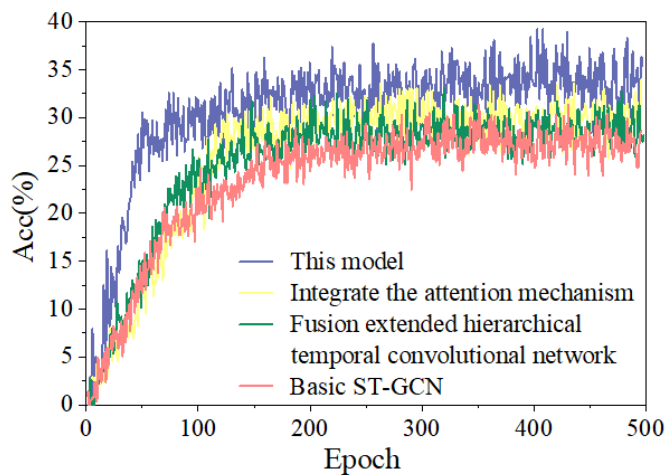 40
35
30
25
20
15
10
5
0
Acc(%)
This model
Integrate the attention mechanism
Fusion extended hierarchical
temporal convolutional network
Basic ST-GCN
0 100 200 300 400 500
Epoch